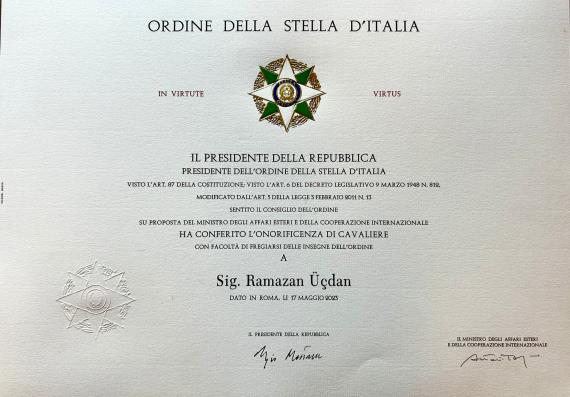 ORDINE DELLA STELLA D'ITALIA
IN VIRTUTE
VIRTUS
IL PRESIDENTE DELLA REPUBBLICA
PRESIDENTE DELL'ORDINE DELLA STELLA D'ITALIA
VISTO L'ART. 87 DELLA COSTITUZIONE; VISTO L'ART. 6 DEL DECRETO LEGISLATIVO 9 MARZO 1948 N. 812,
MODIFICATO DALL'ART. 5 DELLA LEGGE 3 FEBBRAIO 2011 N. 13
SENTITO IL CONSIGLIO DELL'ORDINE
SU PROPOSTA DEL MINISTRO DEGLI AFFARI ESTERI E DELLA COOPERAZIONE INTERNAZIONALE
HA CONFERITO L'ONORIFICENZA DI CAVALIERE
CON FACOLTÀ DI FREGIARSI DELLE INSEGNE DELL'ORDINE
A
Sig. Ramazan Üçdan
DATO IN ROMA, LI 17 MAGGIO 2023
IL PRESIDENTE DELLA REPUBBLICA
IL MINISTRO DEGLI AFFARI ESTERI
E DELLA COOPERAZIONE INTERNAZIONALE